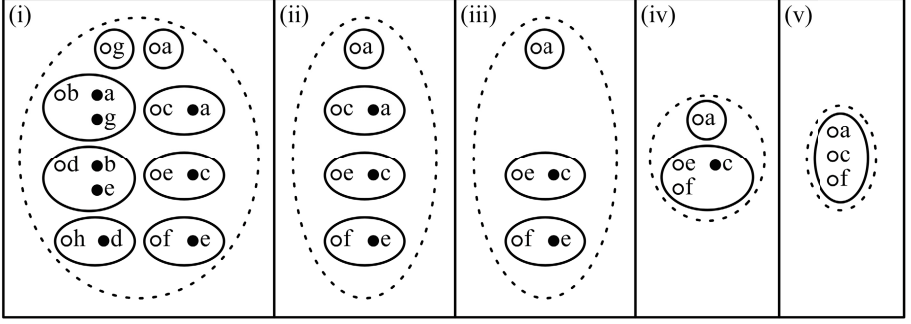 (i) (ii) (iii) (iv) (v)
g a a a
b a c a c a a
g a c
d b e c e c e c e c f
e f
h d f e f e f e